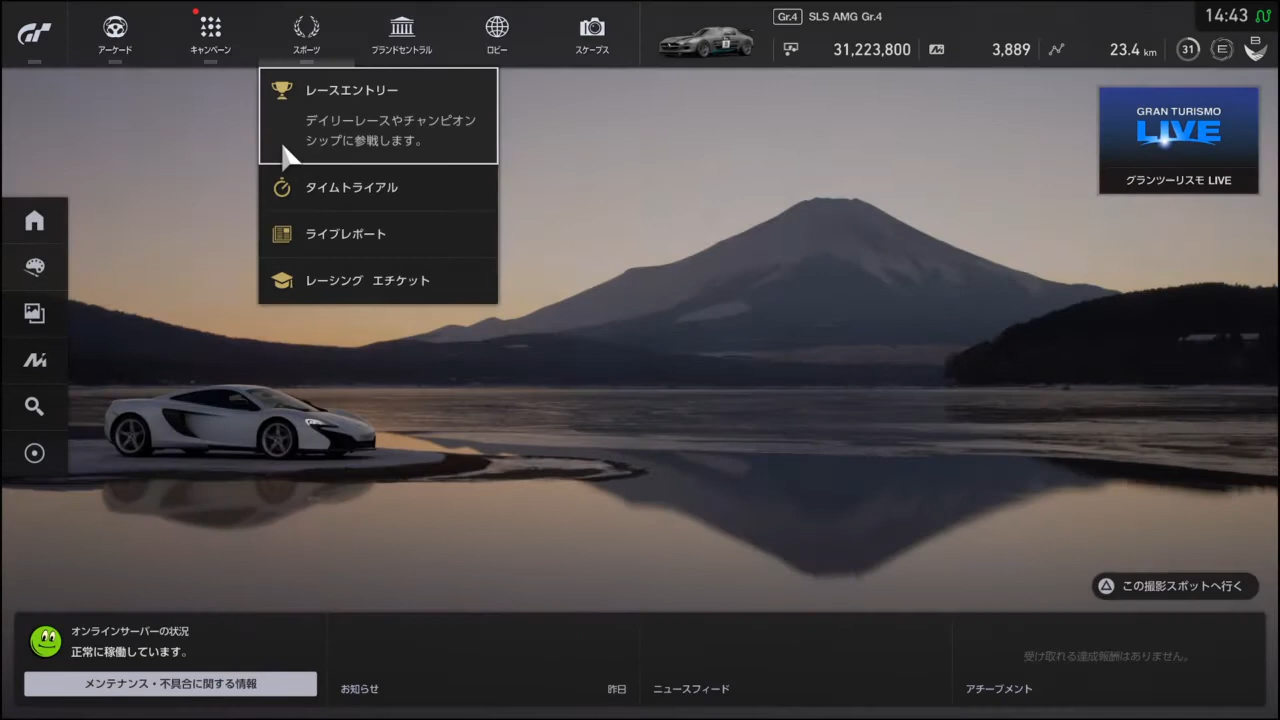 アーケード
キャンペーン
スポーツ
ブランドセントラル
ロビー
スケープス
Gr.4 SLS AMG Gr.4
14:43
31,223,800
3,889
23.4 km
31
E
B
レースエントリー
デイリーレースやチャンピオン
シップに参戦します。
タイムトライアル
ライブレポート
レーシング エチケット
GRAN TURISMO
LIVE
グランツーリスモ LIVE
この撮影スポットへ行く
オンラインサーバーの状況
正常に稼働しています。
メンテナンス・不具合に関する情報
お知らせ
昨日
ニュースフィード
受け取れる達成報酬はありません。
アチーブメント